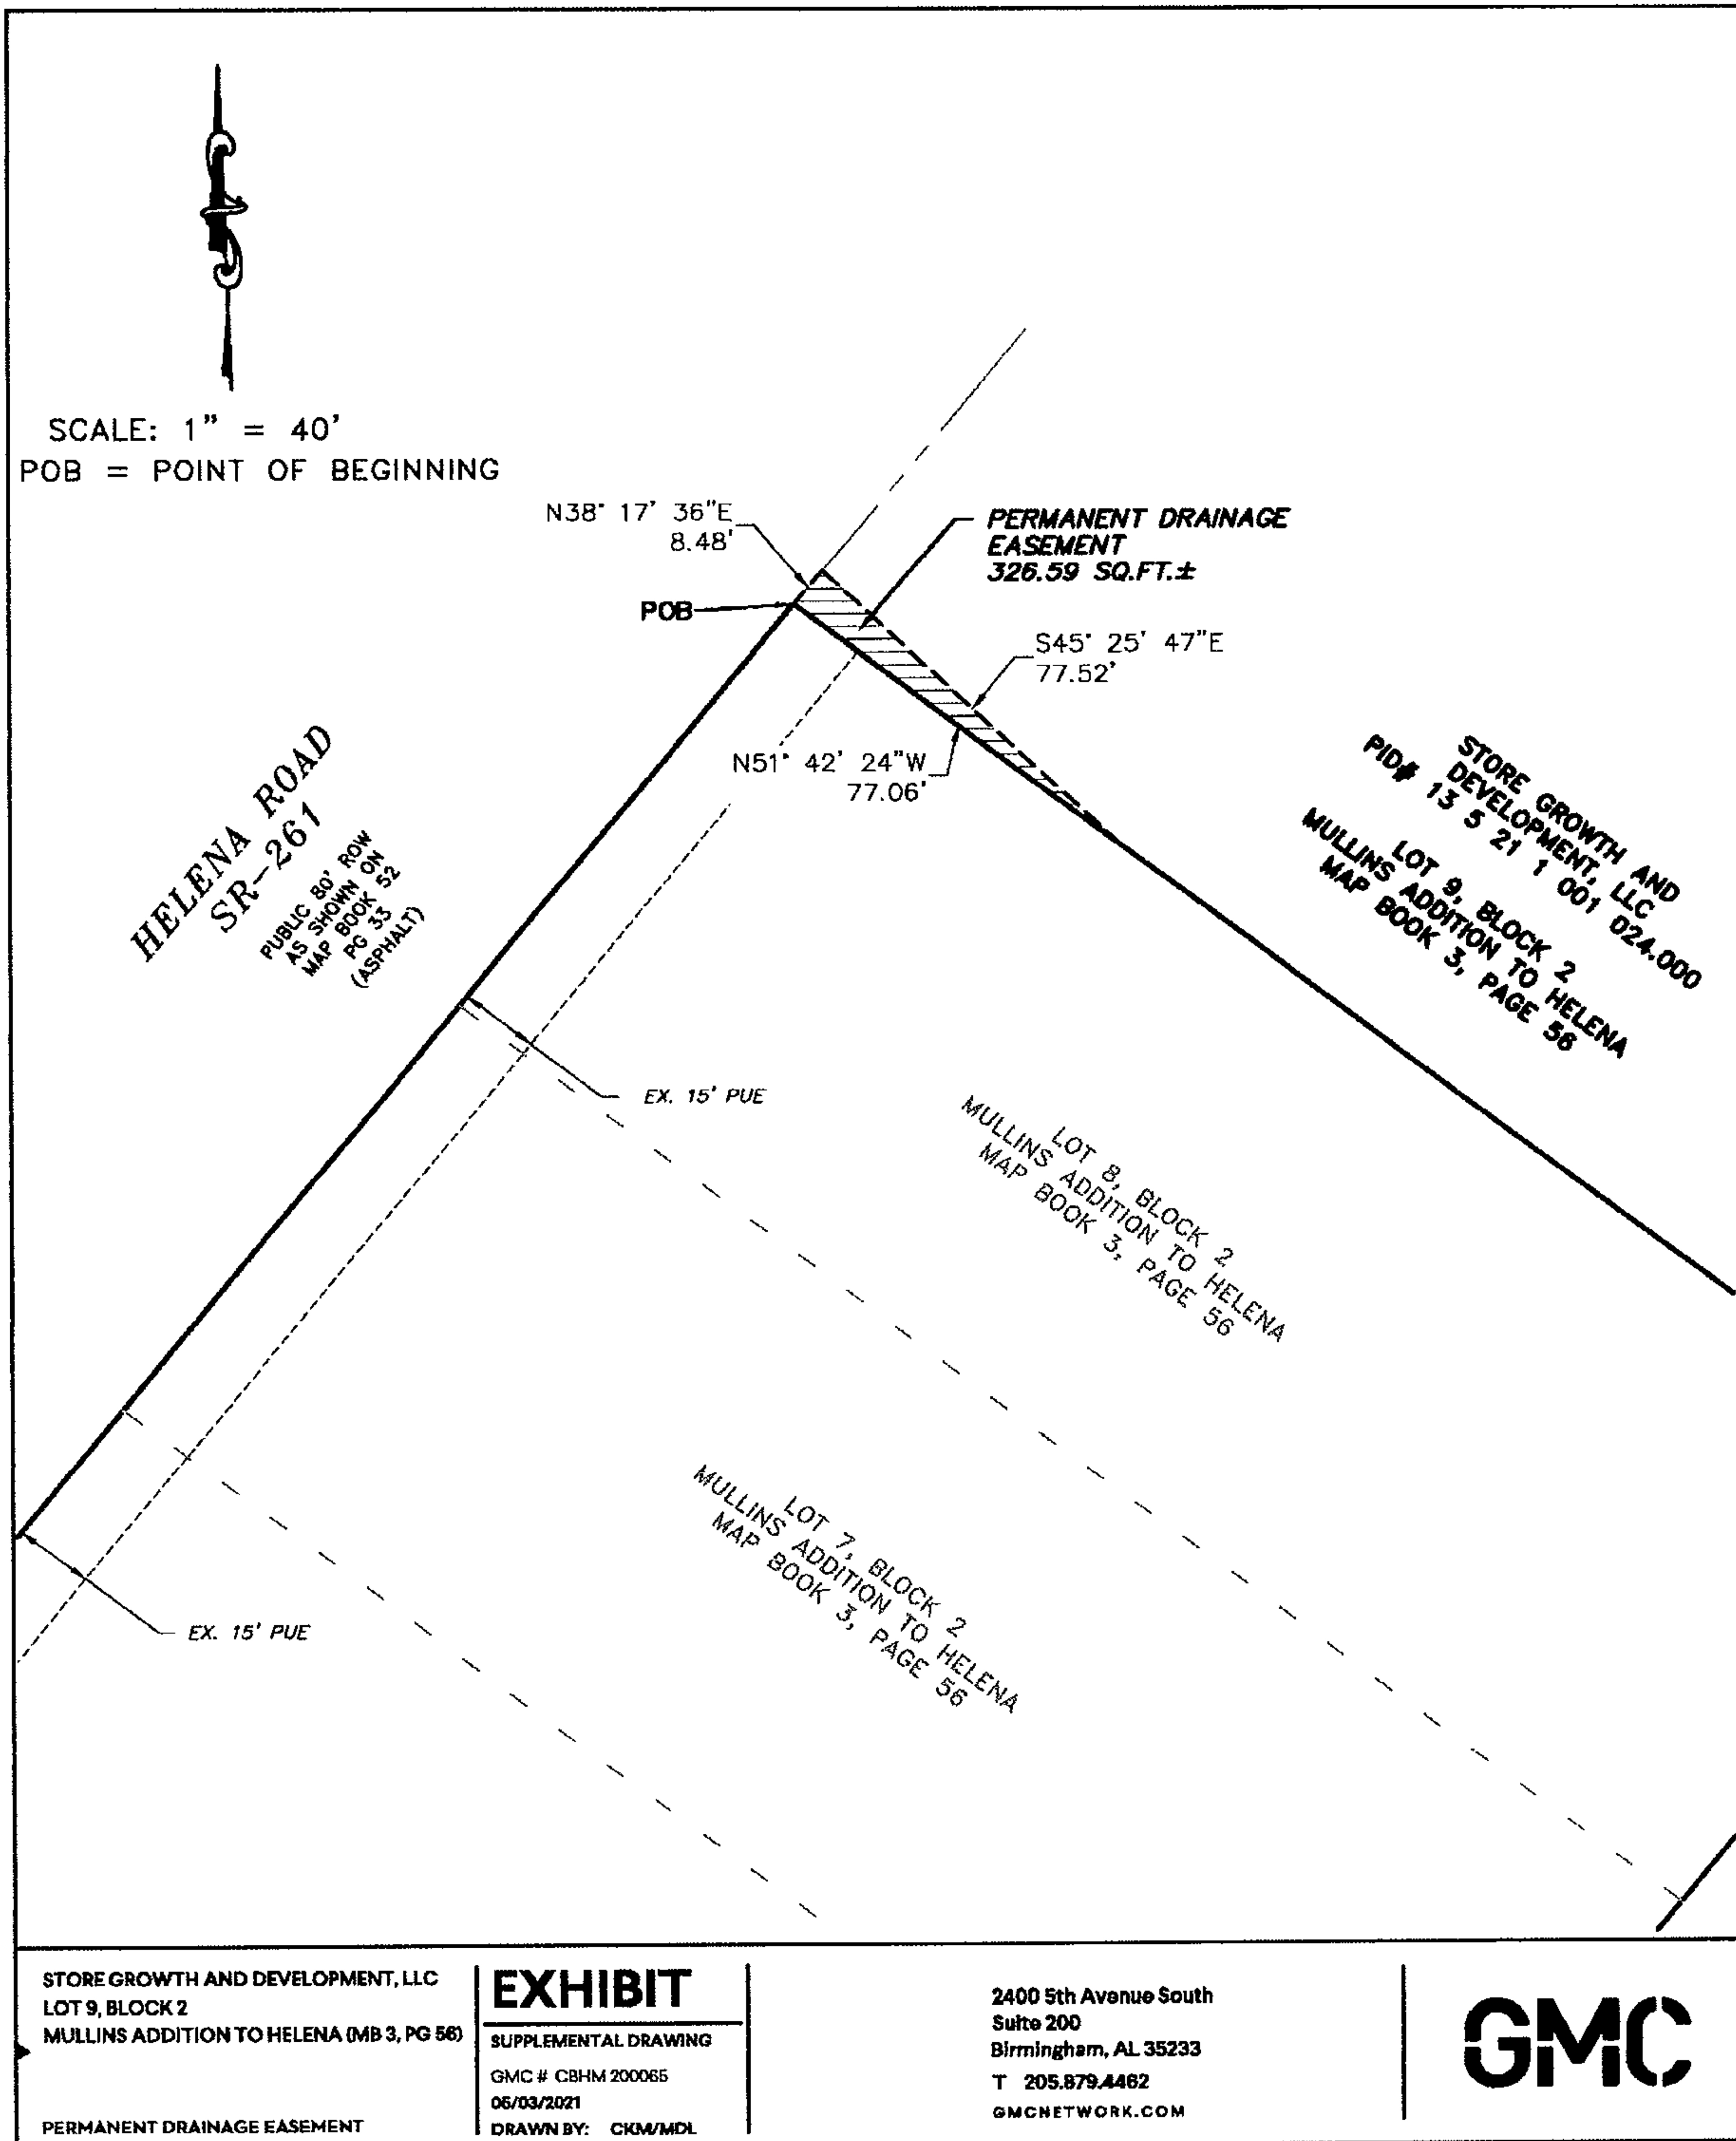 SCALE: 1" = 40'
POB = POINT OF BEGINNING
N38° 17' 36"E
8.48'
PERMANENT DRAINAGE
EASEMENT
326.59 SQ.FT.±
POB
S45° 25' 47"E
77.52'
N51° 42' 24"W
77.06'
HELENA ROAD
SR-261
PUBLIC 80' ROW
AS SHOWN ON
MAP BOOK 52
PG 33
(ASPHALT)
STORE GROWTH AND
DEVELOPMENT, LLC
PID# 13 5 21 1 001 024.000
LOT 9, BLOCK 2
MULLINS ADDITION TO HELENA
MAP BOOK 3, PAGE 56
EX. 15' PUE
LOT 8, BLOCK 2
MULLINS ADDITION TO HELENA
MAP BOOK 3, PAGE 56
LOT 7, BLOCK 2
MULLINS ADDITION TO HELENA
MAP BOOK 3, PAGE 56
EX. 15' PUE
STORE GROWTH AND DEVELOPMENT, LLC
LOT 9, BLOCK 2
MULLINS ADDITION TO HELENA (MB 3, PG 56)
PERMANENT DRAINAGE EASEMENT
EXHIBIT
SUPPLEMENTAL DRAWING
GMC # CBHM 200065
06/03/2021
DRAWN BY: CKM/MDL
2400 5th Avenue South
Suite 200
Birmingham, AL 35233
T 205.879.4462
GMCNETWORK.COM
GMC